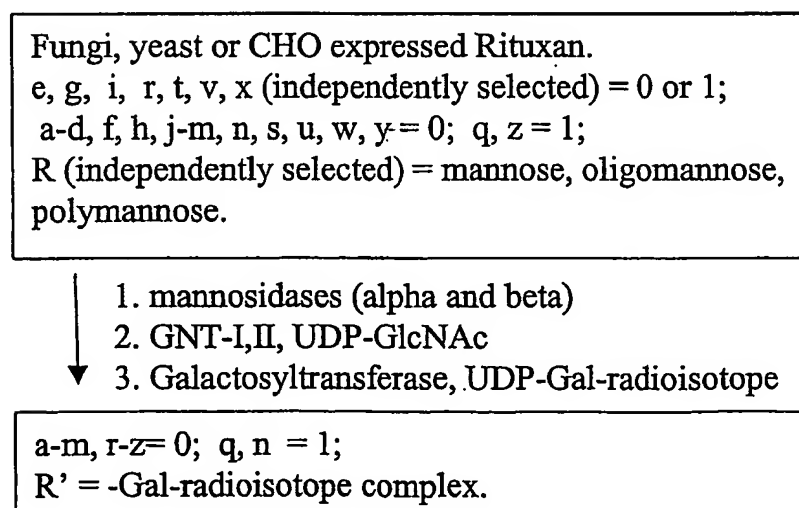 Fungi, yeast or CHO expressed Rituxan.
e, g, i, r, t, v, x (independently selected) = 0 or 1;
a-d, f, h, j-m, n, s, u, w, y= 0; q, z = 1;
R (independently selected) = mannose, oligomannose,
polymannose.
1. mannosidases (alpha and beta)
2. GNT-I,II, UDP-GlcNAc
3. Galactosyltransferase, UDP-Gal-radioisotope
a-m, r-z= 0; q, n = 1;
R’ = -Gal-radioisotope complex.